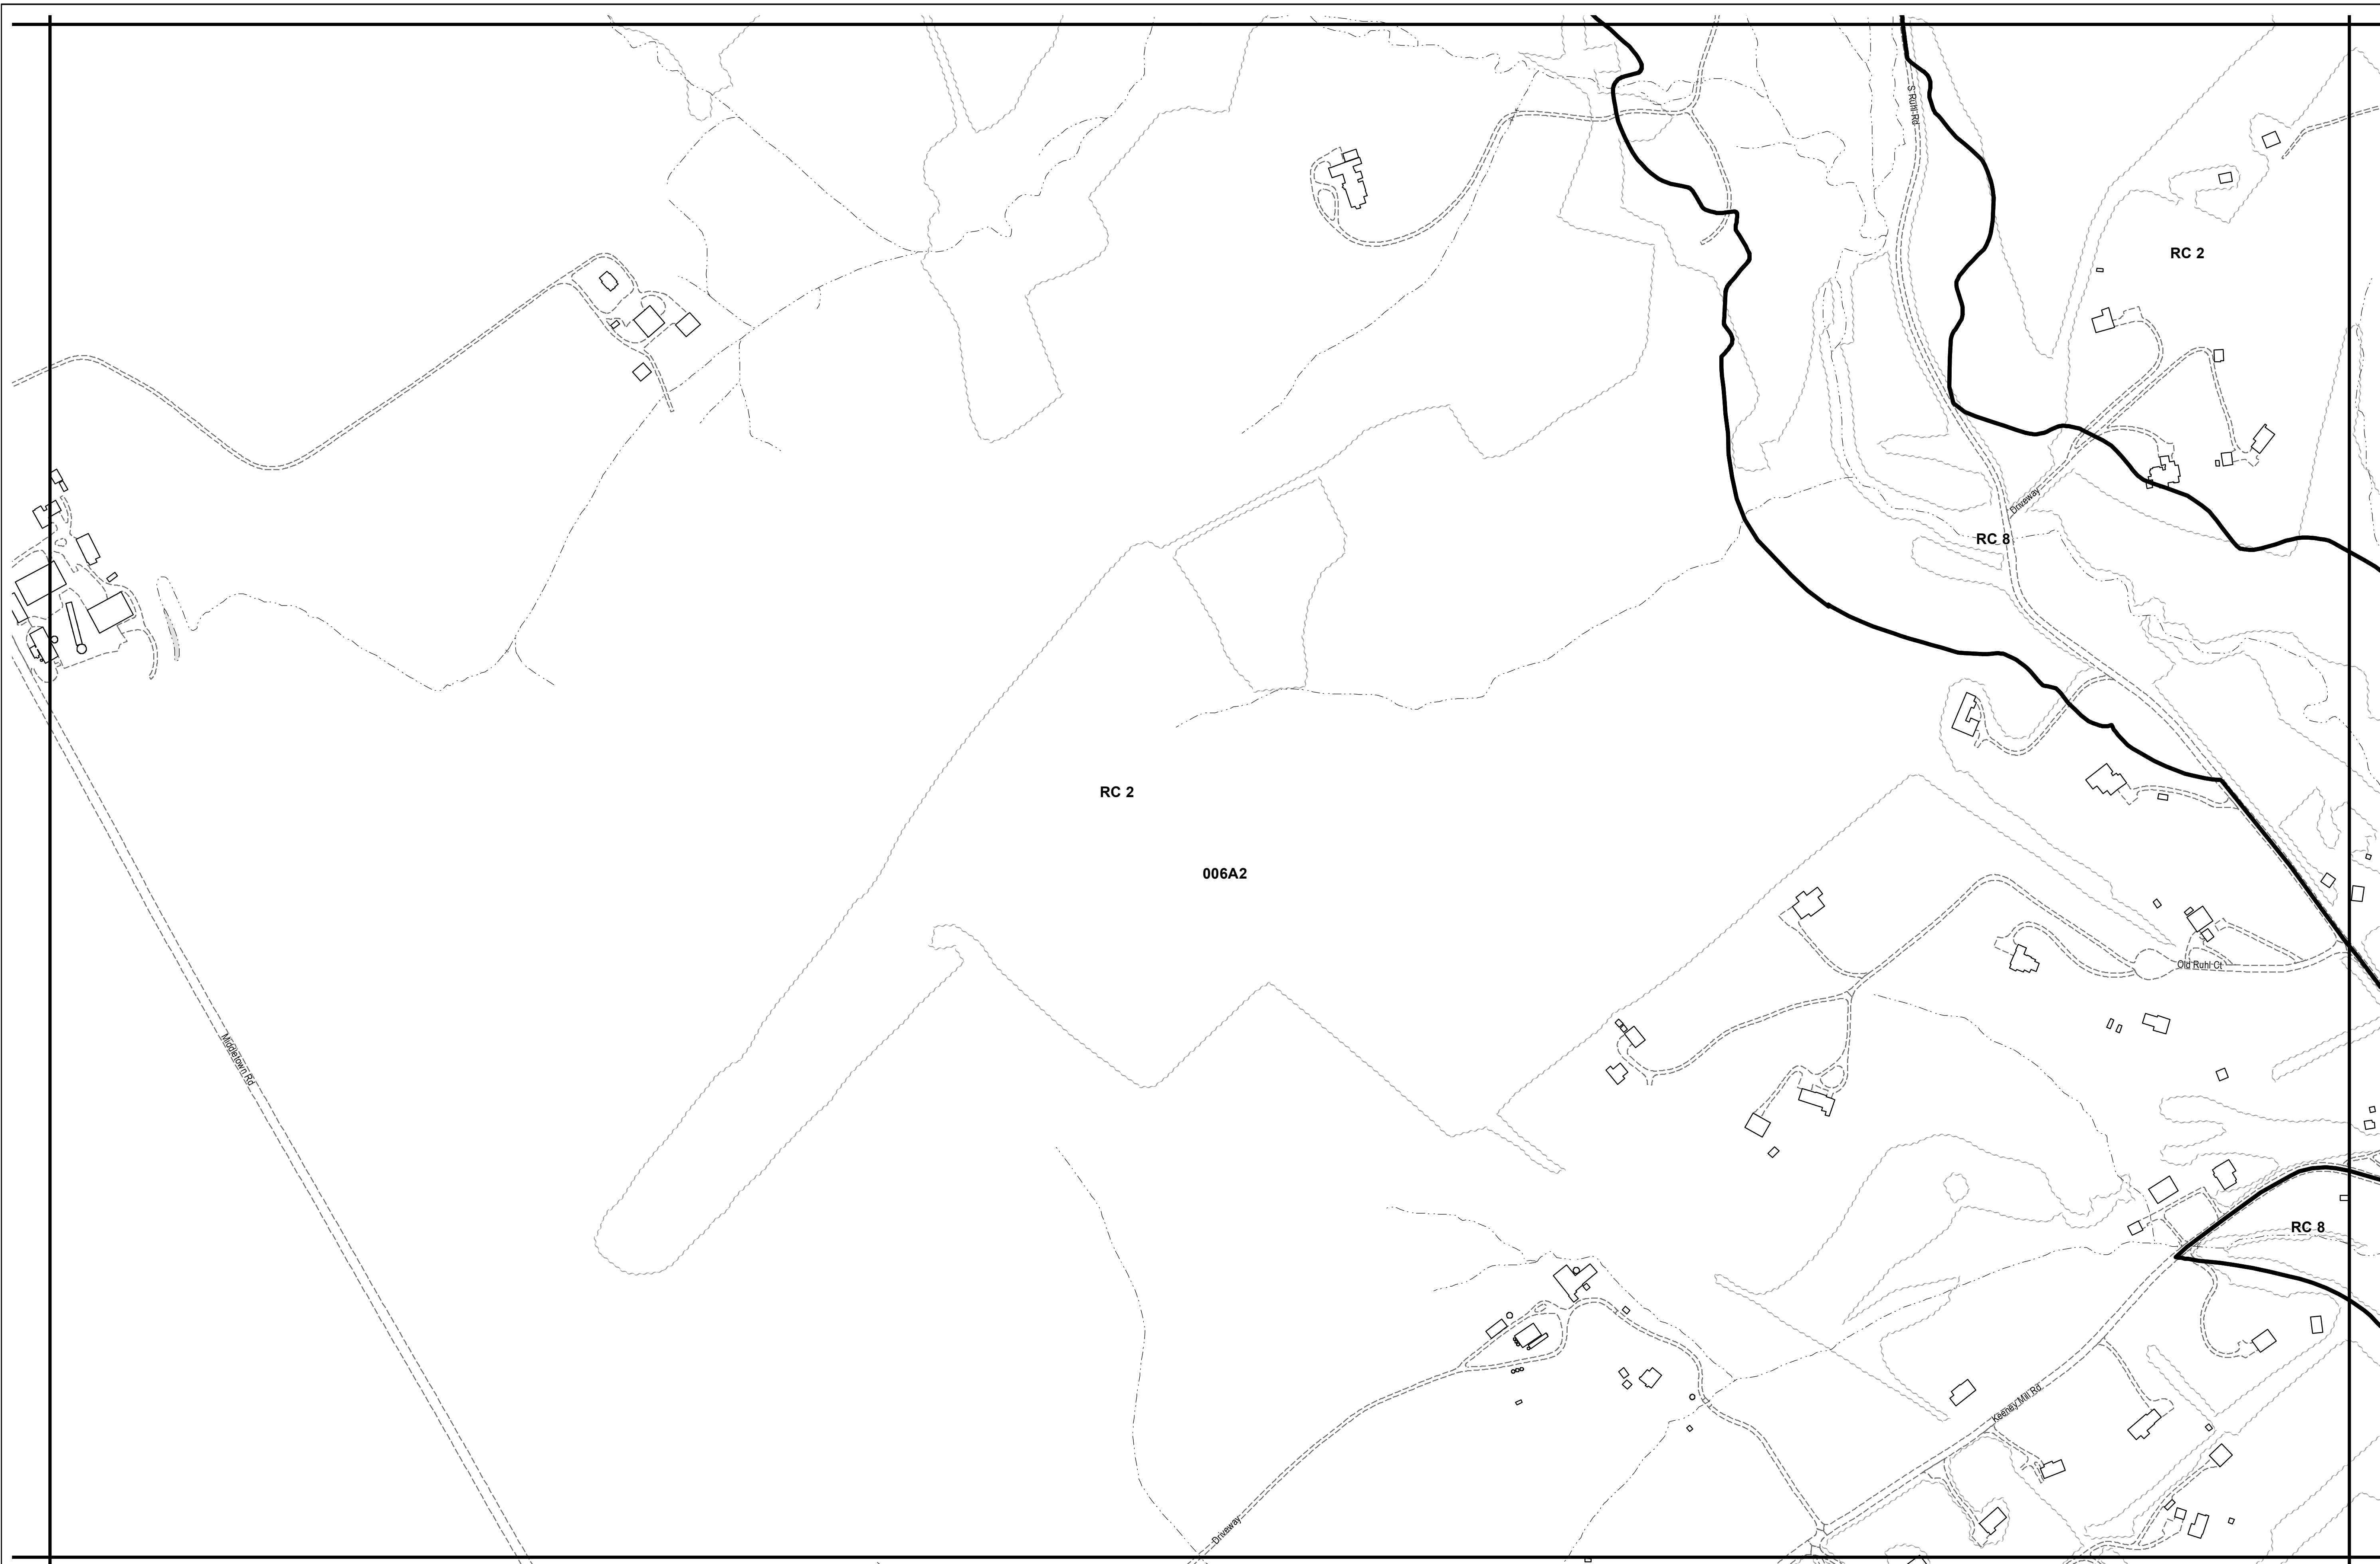 S Ruhl Rd
RC 2
Driveway
RC 8
RC 2
006A2
Old Ruhl Ct
Middletown Rd
RC 8
Keeney Mill Rd
Driveway